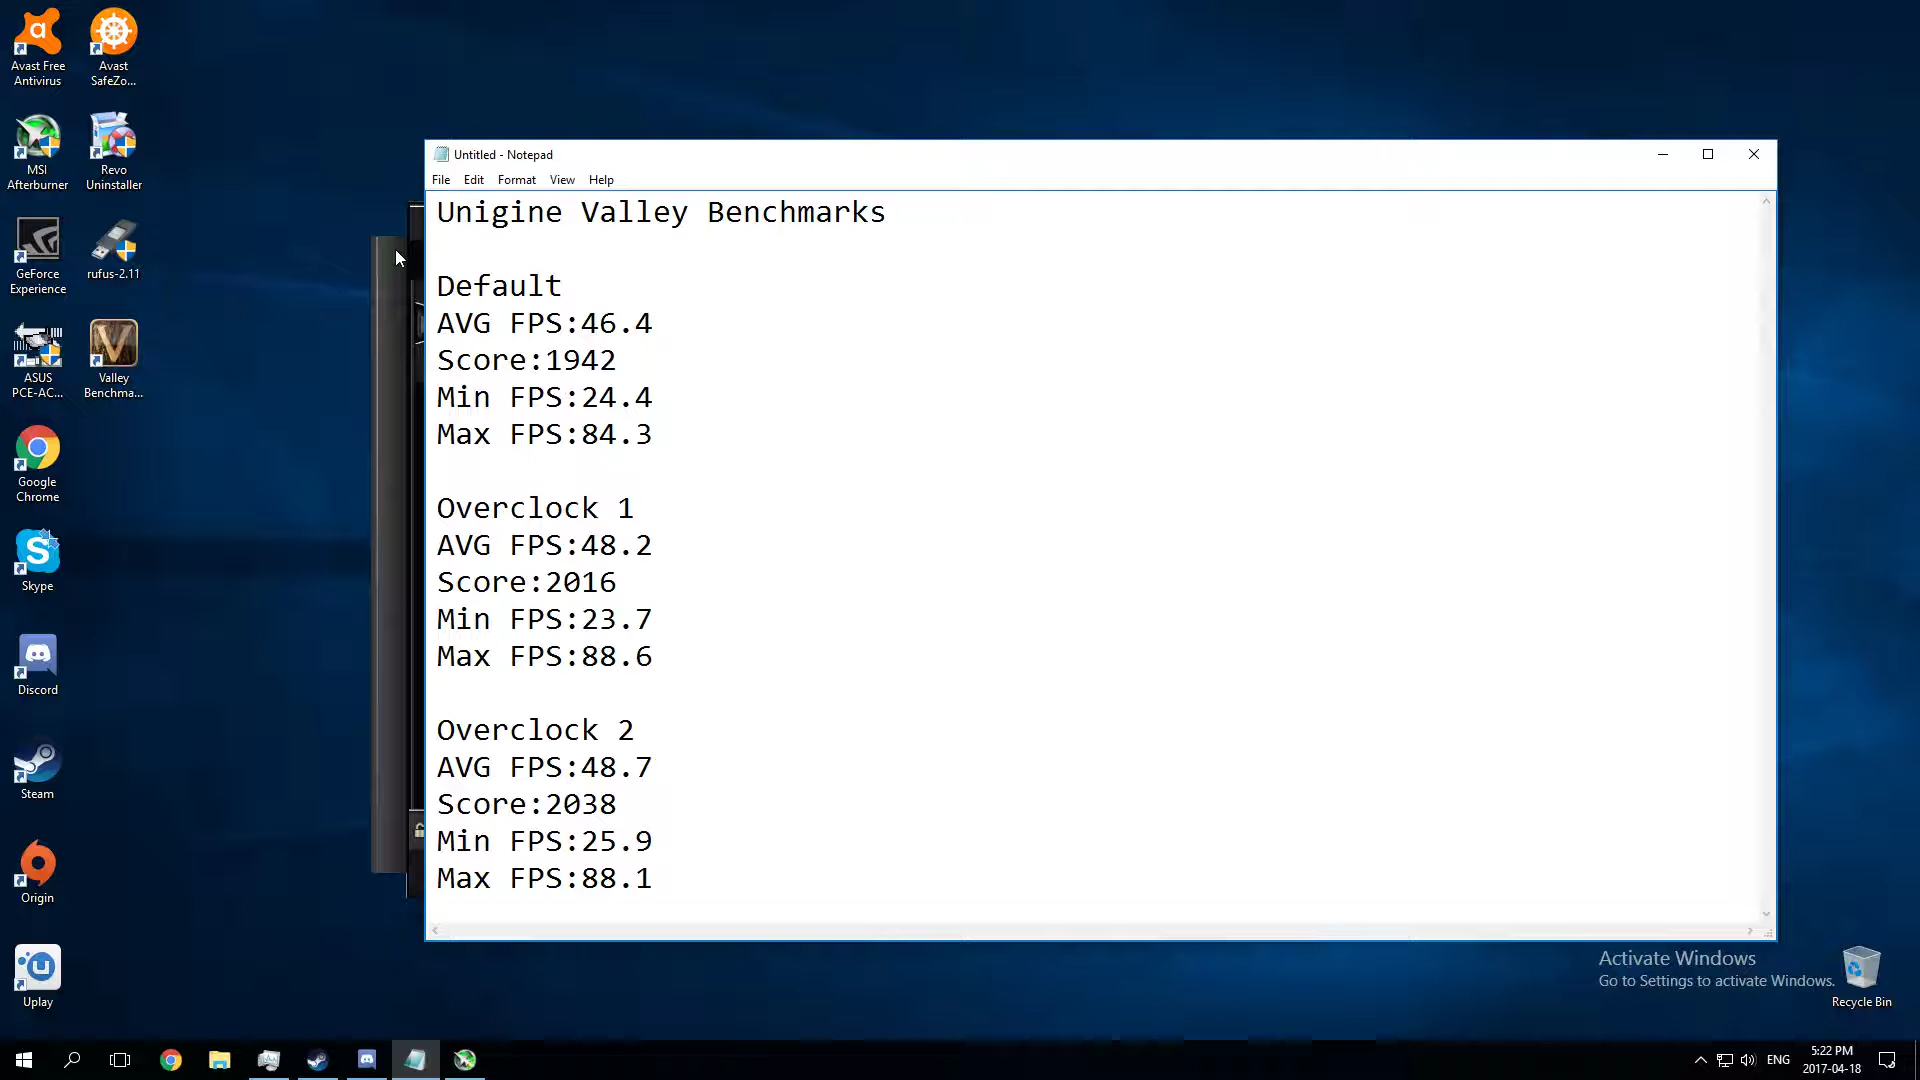 Avast Free
Antivirus
Avast
SafeZo...
MSI
Afterburner
Revo
Uninstaller
GeForce
Experience
rufus-2.11
ASUS
PCE-AC...
Valley
Benchma...
Google
Chrome
Skype
Discord
Steam
Origin
Uplay
Untitled - Notepad
File Edit Format View Help
Unigine Valley Benchmarks
Default
AVG FPS:46.4
Score:1942
Min FPS:24.4
Max FPS:84.3
Overclock 1
AVG FPS:48.2
Score:2016
Min FPS:23.7
Max FPS:88.6
Overclock 2
AVG FPS:48.7
Score:2038
Min FPS:25.9
Max FPS:88.1
Activate Windows
Go to Settings to activate Windows.
Recycle Bin
ENG
5:22 PM
2017-04-18